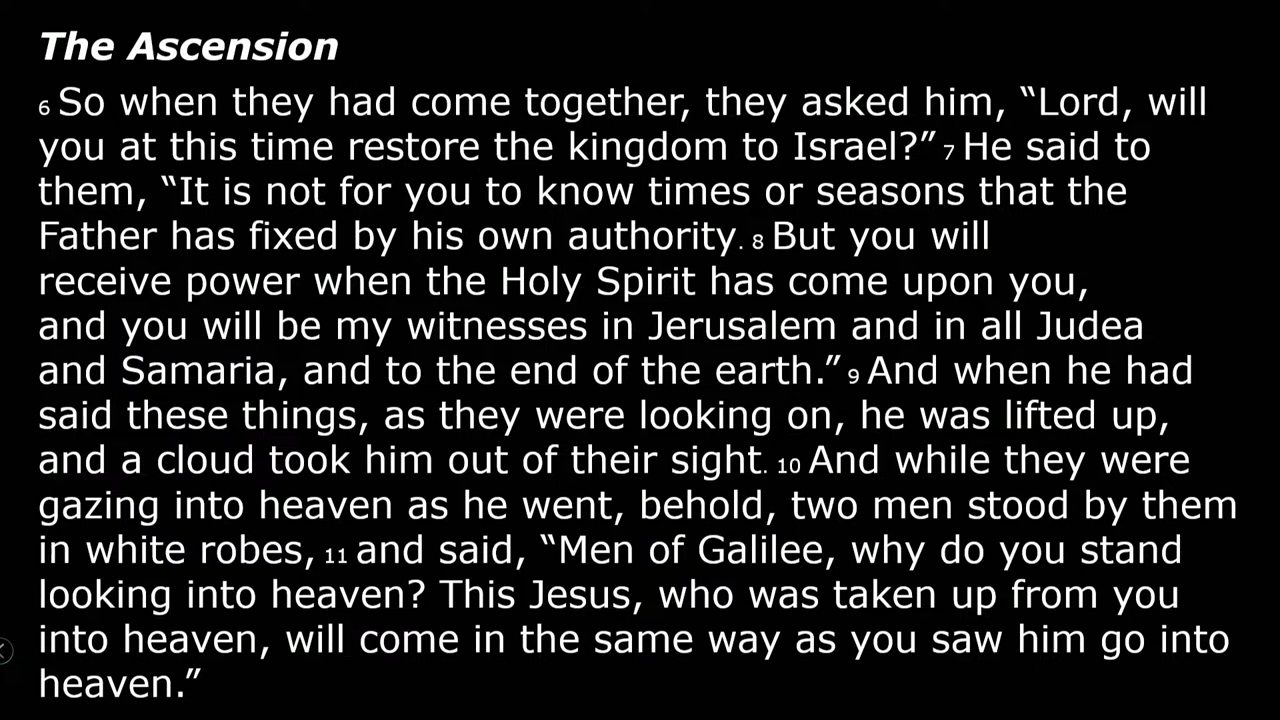 The Ascension
6 So when they had come together, they asked him, “Lord, will
you at this time restore the kingdom to Israel?” 7 He said to
them, “It is not for you to know times or seasons that the
Father has fixed by his own authority. 8 But you will
receive power when the Holy Spirit has come upon you,
and you will be my witnesses in Jerusalem and in all Judea
and Samaria, and to the end of the earth.” 9 And when he had
said these things, as they were looking on, he was lifted up,
and a cloud took him out of their sight. 10 And while they were
gazing into heaven as he went, behold, two men stood by them
in white robes, 11 and said, “Men of Galilee, why do you stand
looking into heaven? This Jesus, who was taken up from you
into heaven, will come in the same way as you saw him go into
heaven.”